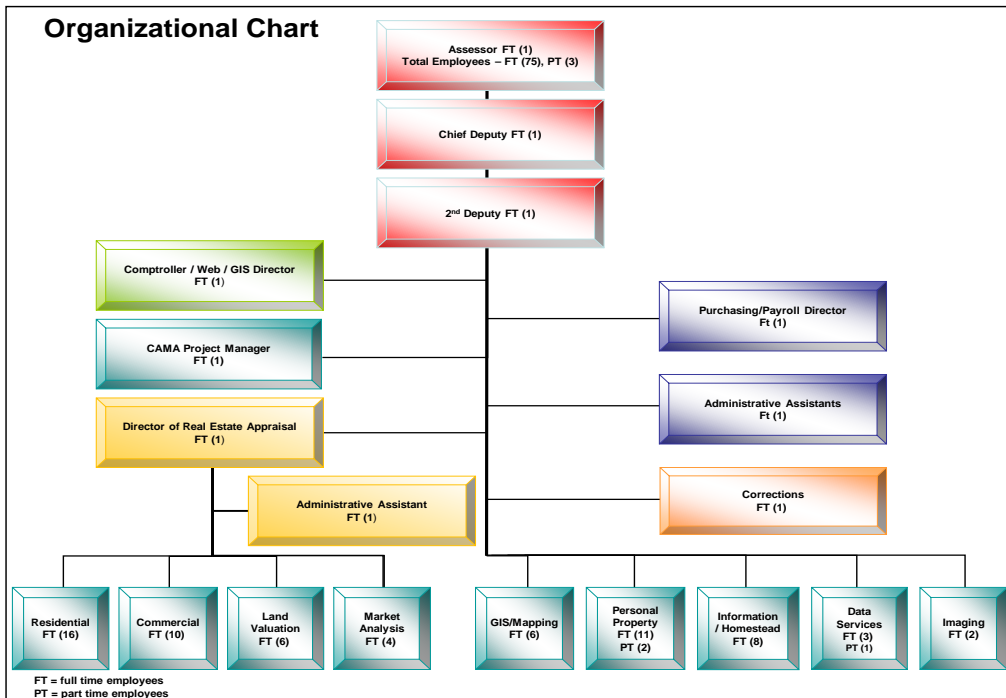 Organizational Chart
Assessor FT (1)
Total Employees – FT (75), PT (3)
Chief Deputy FT (1)
2nd Deputy FT (1)
Comptroller / Web / GIS Director
FT (1)
Purchasing/Payroll Director
Ft (1)
CAMA Project Manager
FT (1)
Administrative Assistants
Ft (1)
Director of Real Estate Appraisal
FT (1)
Administrative Assistant
FT (1)
Corrections
FT (1)
Residential
FT (16)
Commercial
FT (10)
Land
Valuation
FT (6)
Market
Analysis
FT (4)
GIS/Mapping
FT (6)
Personal
Property
FT (11)
PT (2)
Information
/ Homestead
FT (8)
Data
Services
FT (3)
PT (1)
Imaging
FT (2)
FT = full time employees
PT = part time employees